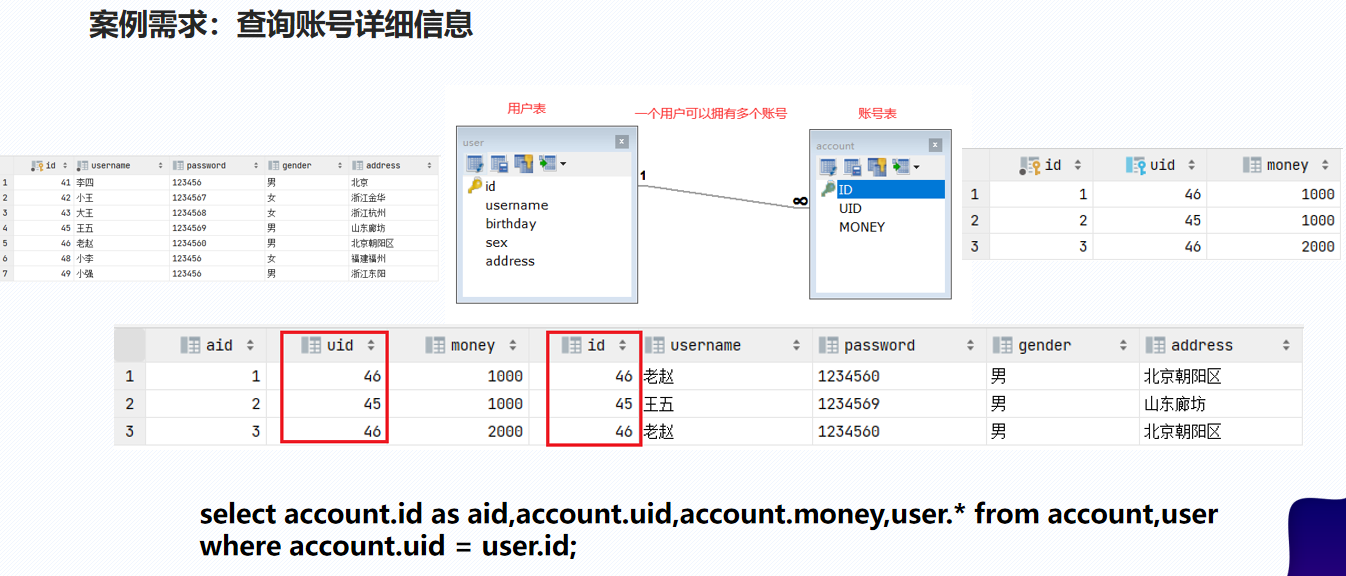 案例需求：查询账号详细信息
用户表
一个用户可以拥有多个账号
账号表
id username password gender address
1 41 李四 123456 男 北京
2 42 小王 1234567 女 浙江金华
3 43 大王 1234568 女 浙江杭州
4 45 王五 1234569 男 山东廊坊
5 46 老赵 1234560 男 北京朝阳区
6 48 小李 123456 女 福建福州
7 49 小强 123456 男 浙江东阳
user
id
username
birthday
sex
address
1
∞
account
ID
UID
MONEY
id uid money
1 1 46 1000
2 2 45 1000
3 3 46 2000
aid uid money id username password gender address
1 1 46 1000 46 老赵 1234560 男 北京朝阳区
2 2 45 1000 45 王五 1234569 男 山东廊坊
3 3 46 2000 46 老赵 1234560 男 北京朝阳区
select account.id as aid,account.uid,account.money,user.* from account,user
where account.uid = user.id;